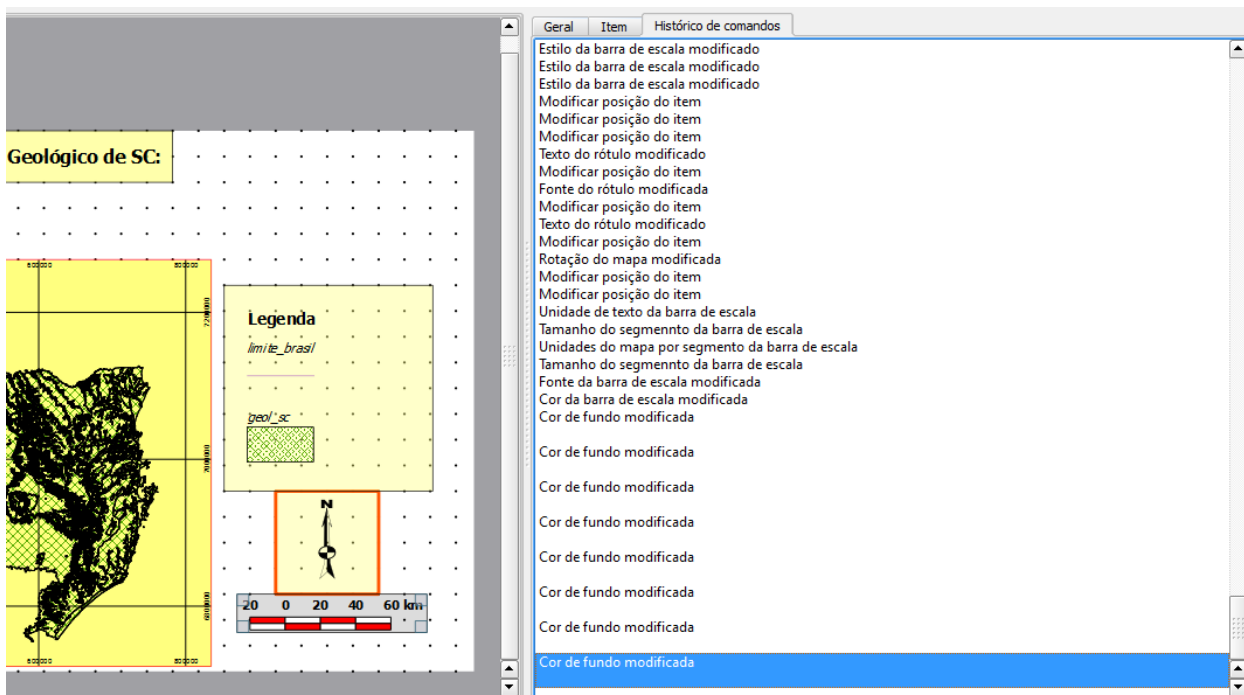 Geral Item Histórico de comandos
Estilo da barra de escala modificado
Estilo da barra de escala modificado
Estilo da barra de escala modificado
Modificar posição do item
Modificar posição do item
Modificar posição do item
Texto do rótulo modificado
Modificar posição do item
Fonte do rótulo modificada
Modificar posição do item
Texto do rótulo modificado
Modificar posição do item
Rotação do mapa modificada
Modificar posição do item
Modificar posição do item
Unidade de texto da barra de escala
Tamanho do segmennto da barra de escala
Unidades do mapa por segmento da barra de escala
Tamanho do segmennto da barra de escala
Fonte da barra de escala modificada
Cor da barra de escala modificada
Cor de fundo modificada
Cor de fundo modificada
Cor de fundo modificada
Cor de fundo modificada
Cor de fundo modificada
Cor de fundo modificada
Cor de fundo modificada
Cor de fundo modificada
Geológico de SC:
Legenda
limite_brasil
geol_sc
N
20 0 20 40 60 km